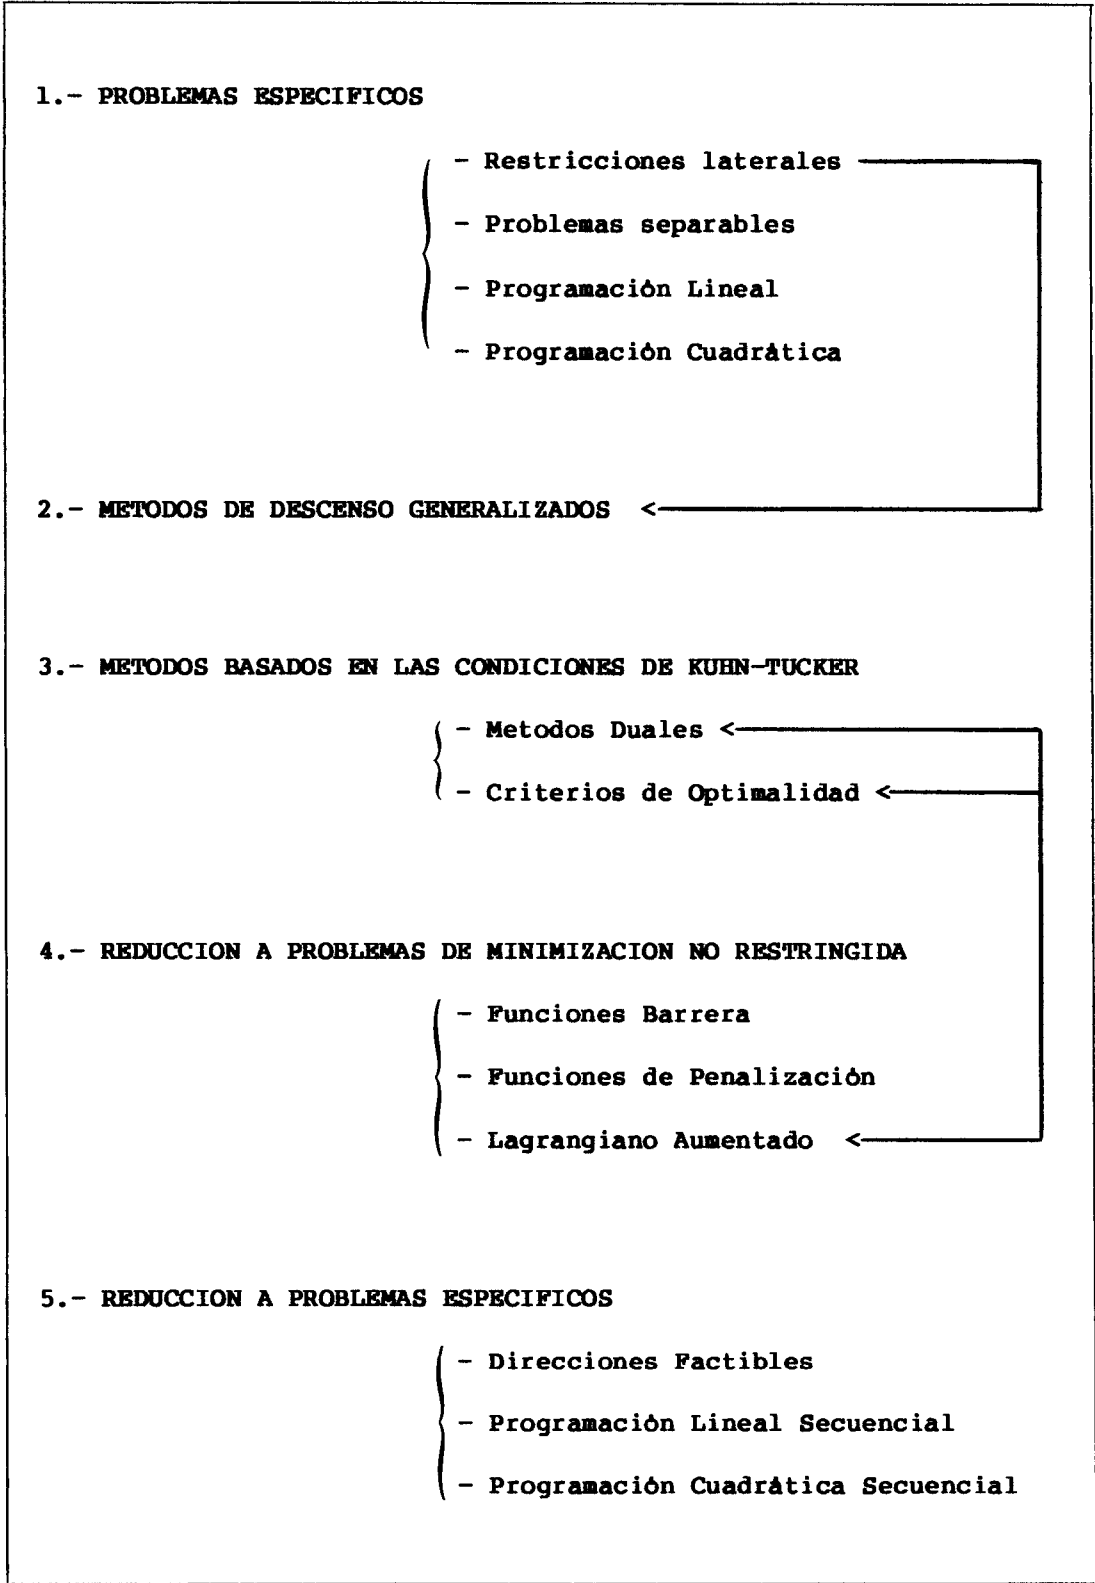 1.- PROBLEMAS ESPECIFICOS
- Restricciones laterales
- Problemas separables
- Programación Lineal
- Programación Cuadrática
2.- METODOS DE DESCENSO GENERALIZADOS <
3.- METODOS BASADOS EN LAS CONDICIONES DE KUHN-TUCKER
- Metodos Duales <
- Criterios de Optimalidad <
4.- REDUCCION A PROBLEMAS DE MINIMIZACION NO RESTRINGIDA
- Funciones Barrera
- Funciones de Penalización
- Lagrangiano Aumentado <
5.- REDUCCION A PROBLEMAS ESPECIFICOS
- Direcciones Factibles
- Programación Lineal Secuencial
- Programación Cuadrática Secuencial